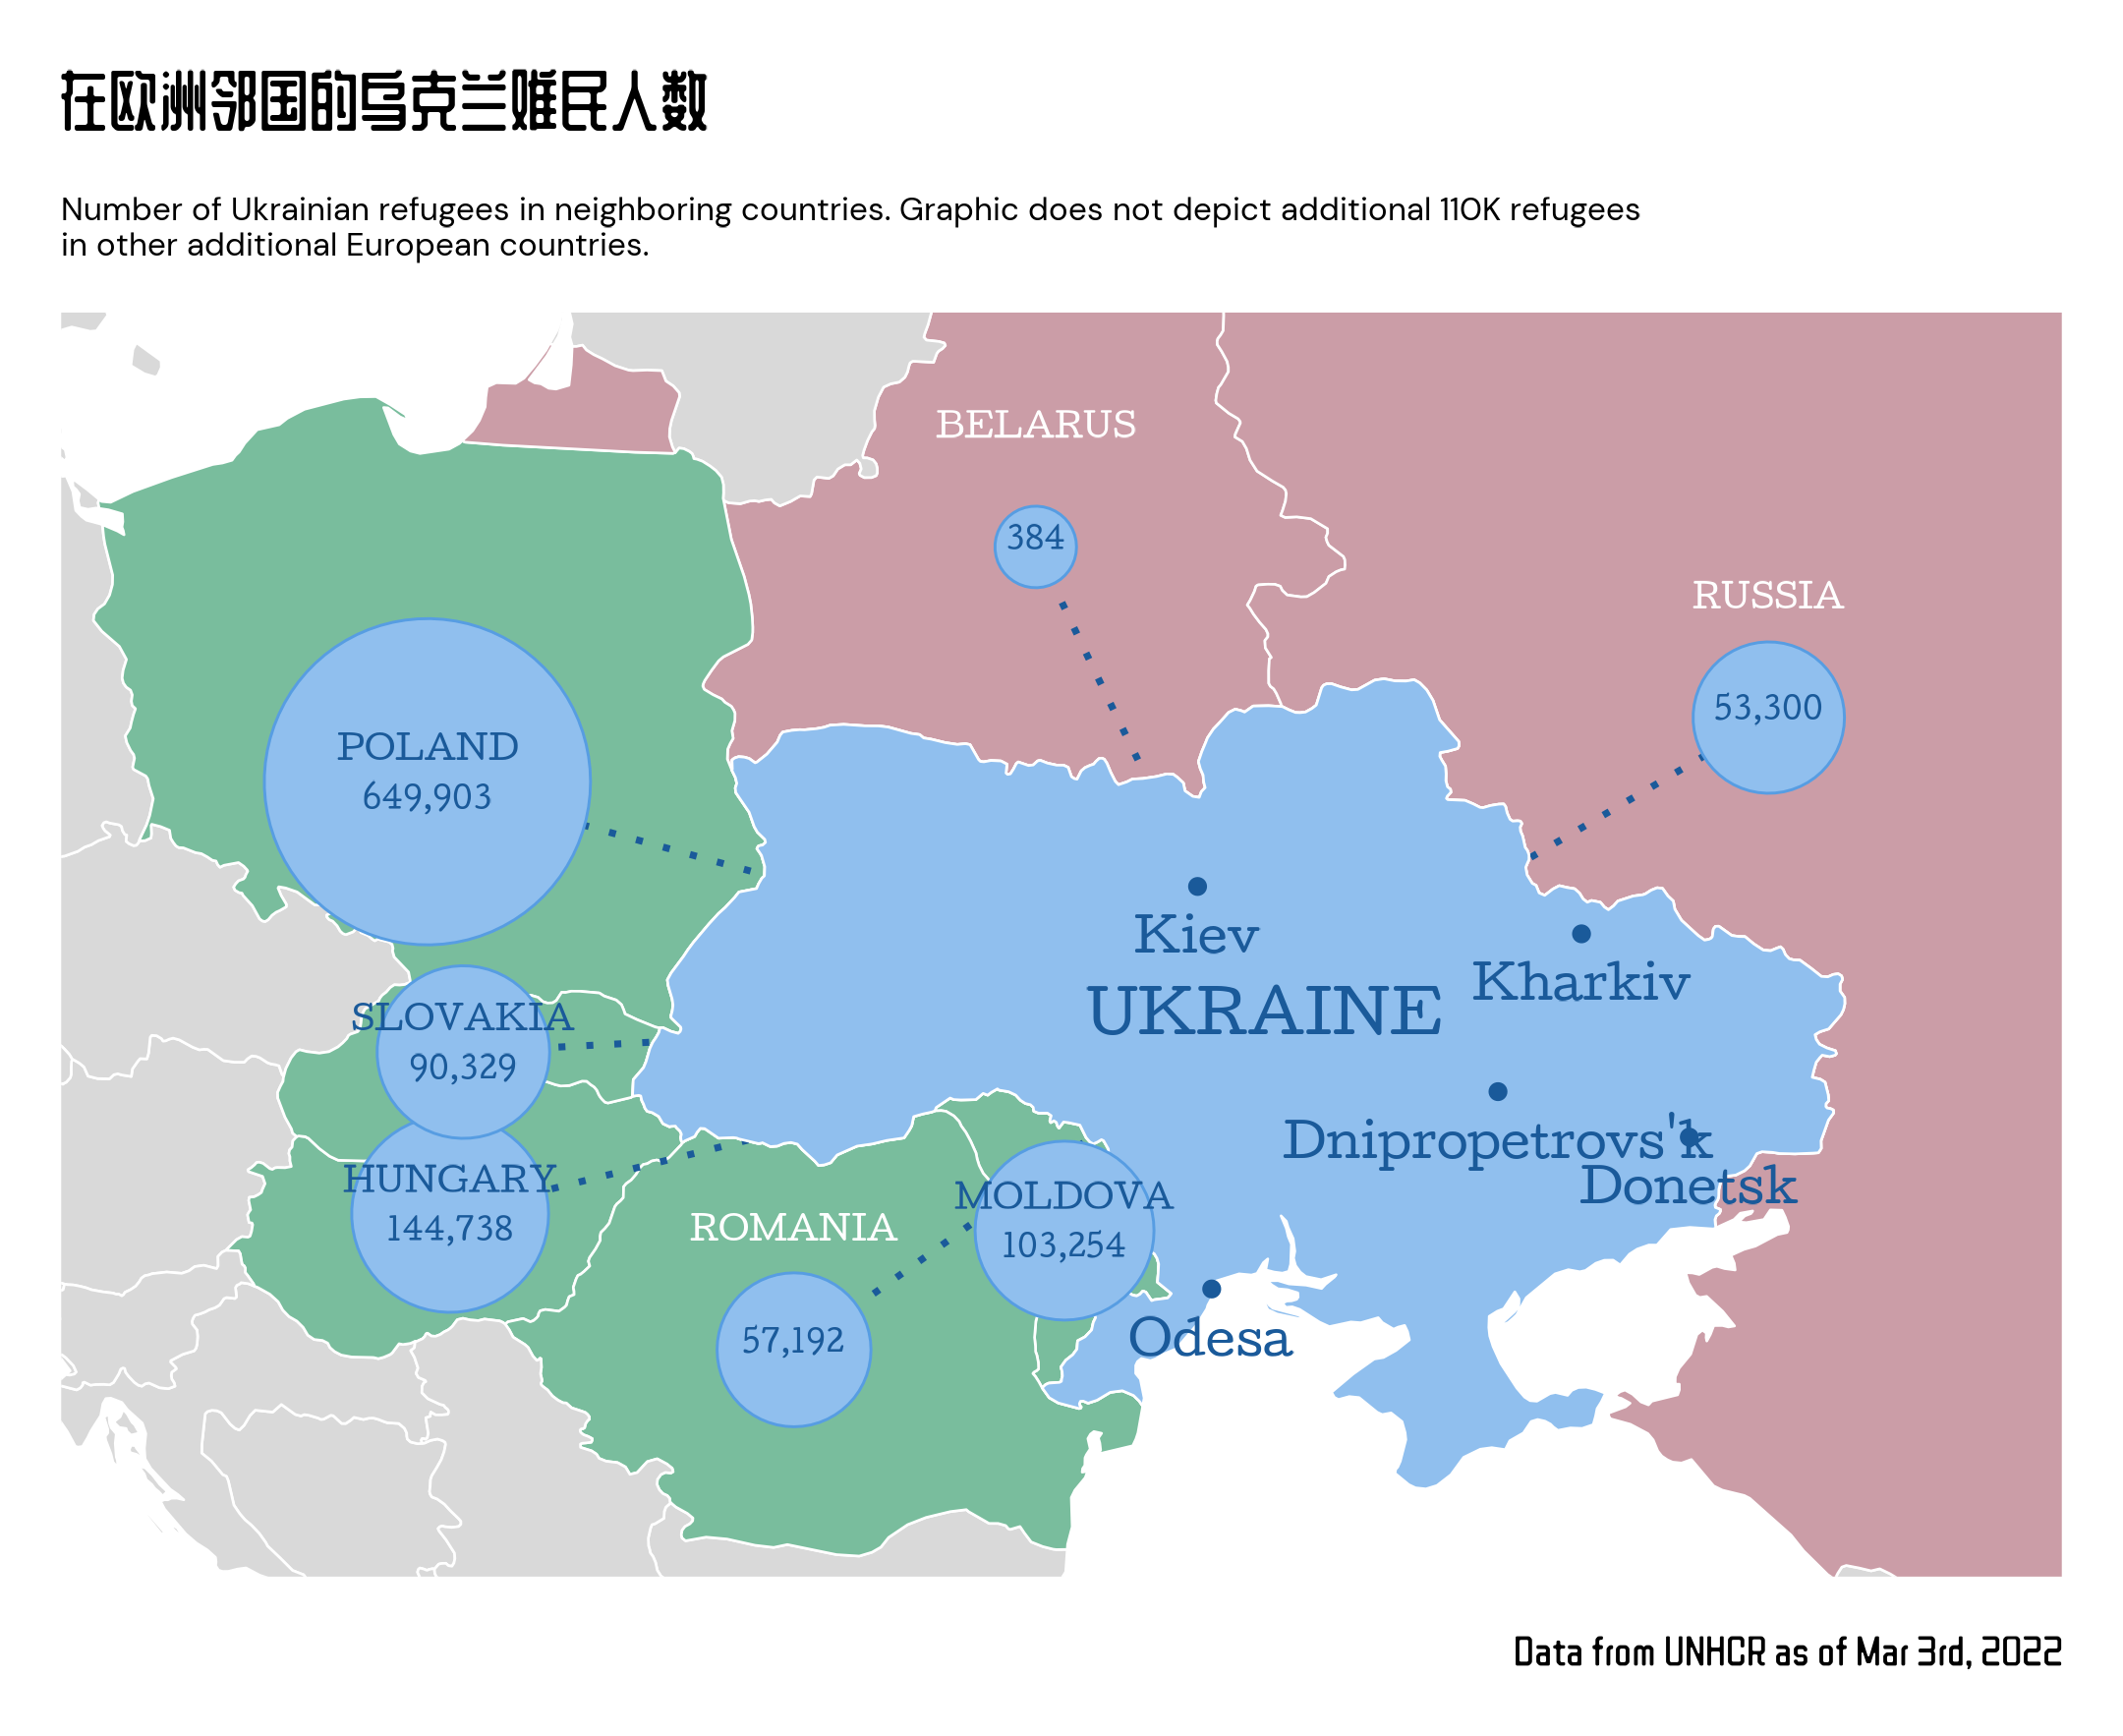 在欧洲邻国的乌克兰难民人数
Number of Ukrainian refugees in neighboring countries. Graphic does not depict additional 110K refugees
in other additional European countries.
BELARUS
384
RUSSIA
53,300
POLAND
649,903
Kiev
Kharkiv
UKRAINE
SLOVAKIA
90,329
Dnipropetrovs'k
Donetsk
HUNGARY
144,738
MOLDOVA
103,254
ROMANIA
57,192
Odesa
Data from UNHCR as of Mar 3rd, 2022